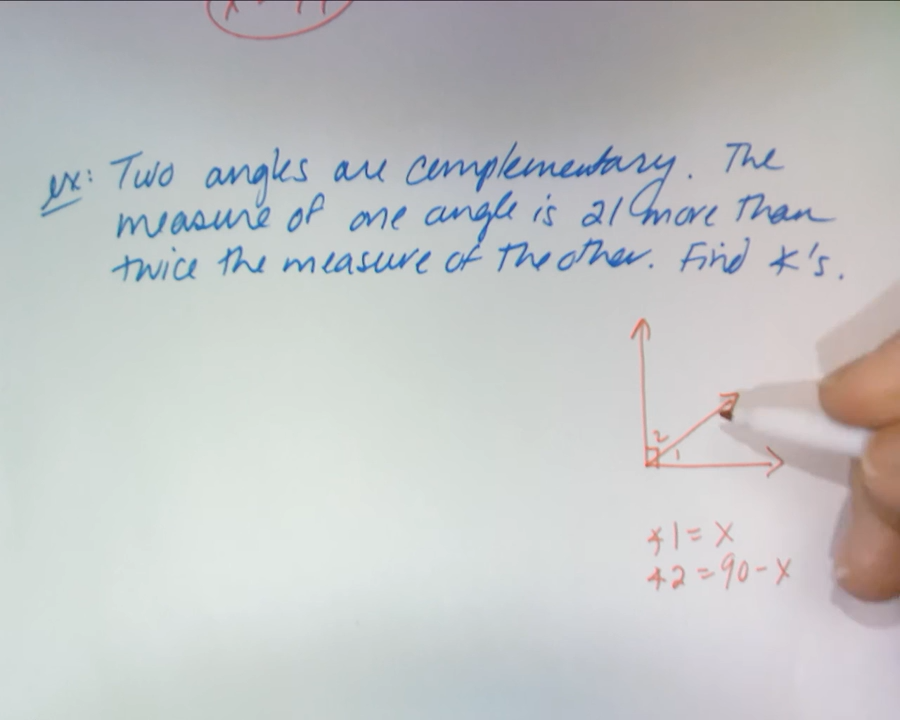 ex: Two angles are complementary. The
measure of one angle is 21 more than
twice the measure of the other. Find ∡'s.
2
1
∡1 = x
∡2 = 90 - x